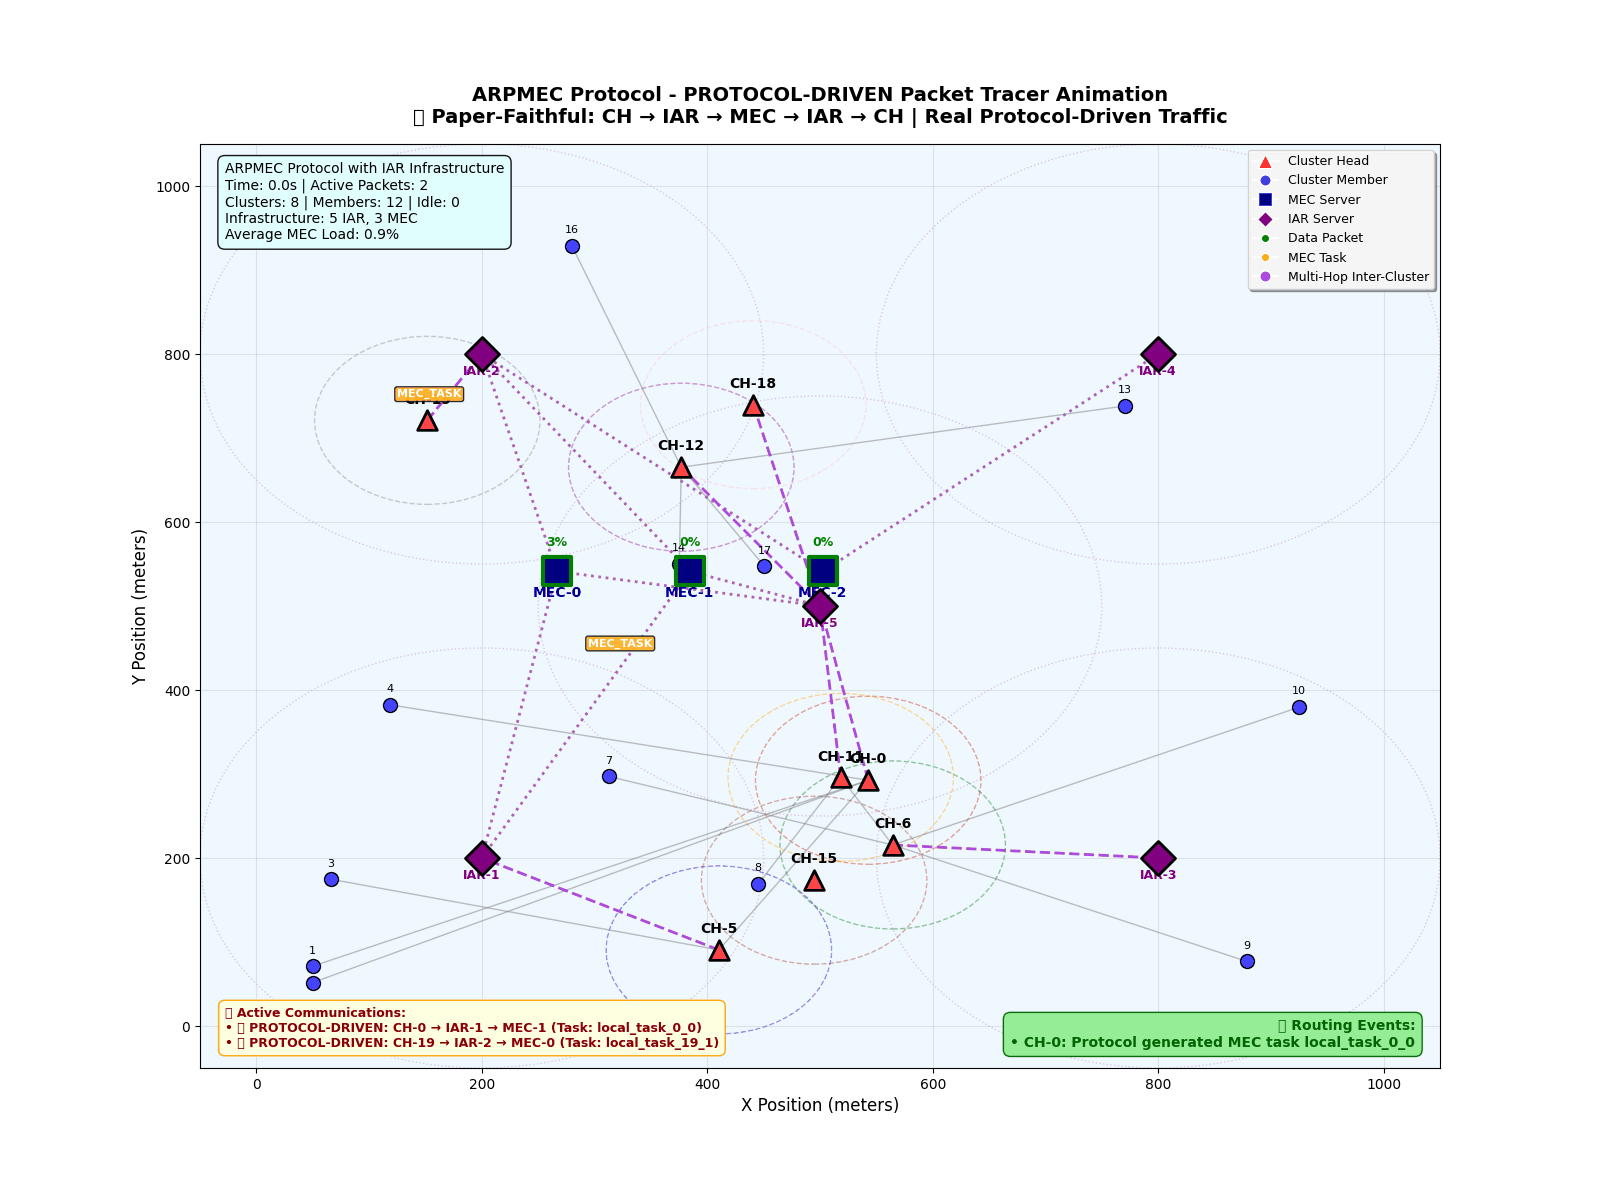 ARPMEC Protocol - PROTOCOL-DRIVEN Packet Tracer Animation
▯ Paper-Faithful: CH → IAR → MEC → IAR → CH | Real Protocol-Driven Traffic
ARPMEC Protocol with IAR Infrastructure
Time: 0.0s | Active Packets: 2
Clusters: 8 | Members: 12 | Idle: 0
Infrastructure: 5 IAR, 3 MEC
Average MEC Load: 0.9%
Cluster Head
Cluster Member
MEC Server
IAR Server
Data Packet
MEC Task
Multi-Hop Inter-Cluster
Y Position (meters)
1000
800
600
400
200
0
16
IAR-2
IAR-4
MEC_TASK
CH-18
13
CH-12
3%
14
0%
17
0%
MEC-0
MEC-1
MEC-2
IAR-5
MEC_TASK
4
10
7
CH-0
CH-6
CH-15
3
8
IAR-1
IAR-3
CH-5
1
9
▯ Active Communications:
• ▯ PROTOCOL-DRIVEN: CH-0 → IAR-1 → MEC-1 (Task: local_task_0_0)
• ▯ PROTOCOL-DRIVEN: CH-19 → IAR-2 → MEC-0 (Task: local_task_19_1)
▯ Routing Events:
• CH-0: Protocol generated MEC task local_task_0_0
0
200
400
600
800
1000
X Position (meters)